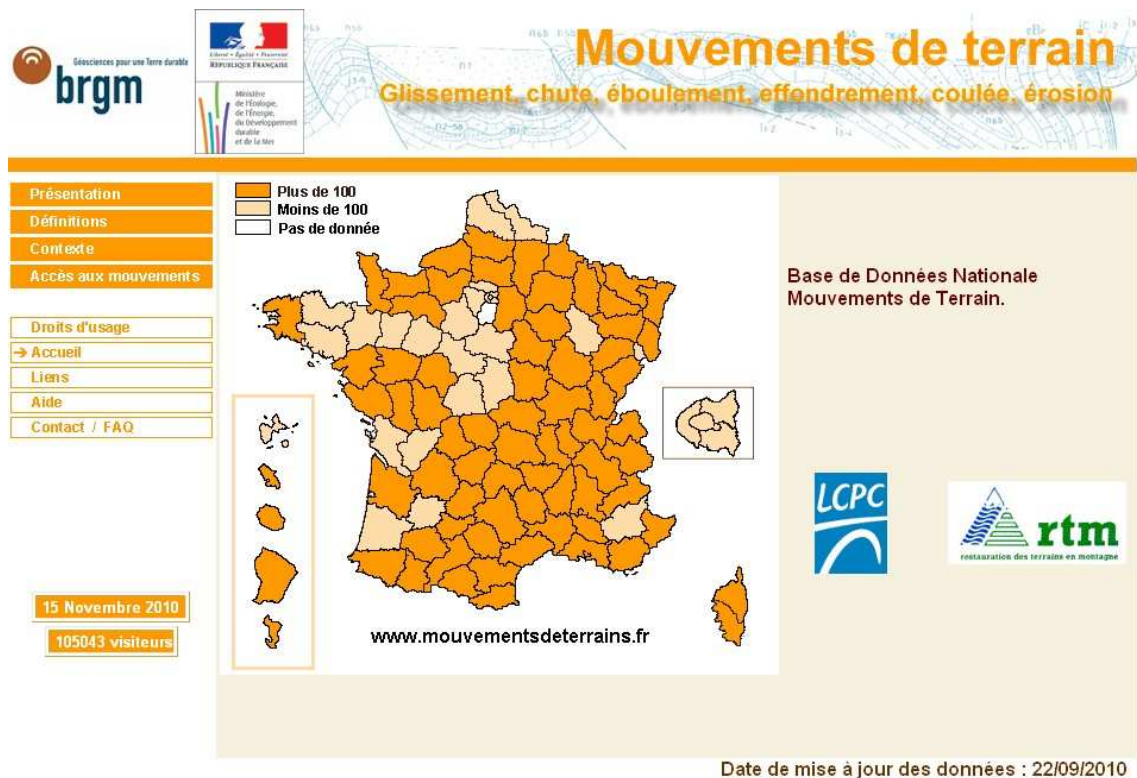 Géosciences pour une Terre durable
brgm
Liberté • Égalité • Fraternité
RÉPUBLIQUE FRANÇAISE
Ministère
de l'Écologie,
de l'Énergie,
du Développement
durable
et de la Mer
Mouvements de terrain
Glissement, chute, éboulement, effendrement, coulée, érosion
Présentation
Définitions
Contexte
Accès aux mouvements
Droits d'usage
→ Accueil
Liens
Aide
Contact / FAQ
15 Novembre 2010
105043 visiteurs
Plus de 100
Moins de 100
Pas de donnée
www.mouvementsdeterrains.fr
Base de Données Nationale
Mouvements de Terrain.
LCPC
rtm
restauration des terrains en montagne
Date de mise à jour des données : 22/09/2010